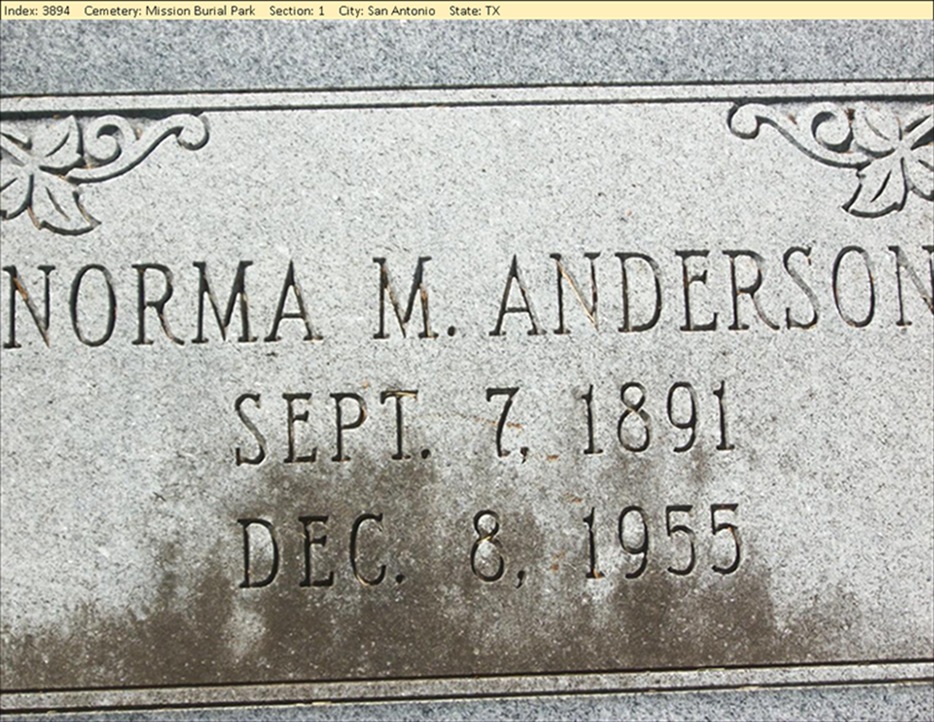 Index: 3894 Cemetery: Mission Burial Park Section: 1 City: San Antonio State: TX
NORMA M. ANDERSON
SEPT. 7, 1891
DEC. 8, 1955